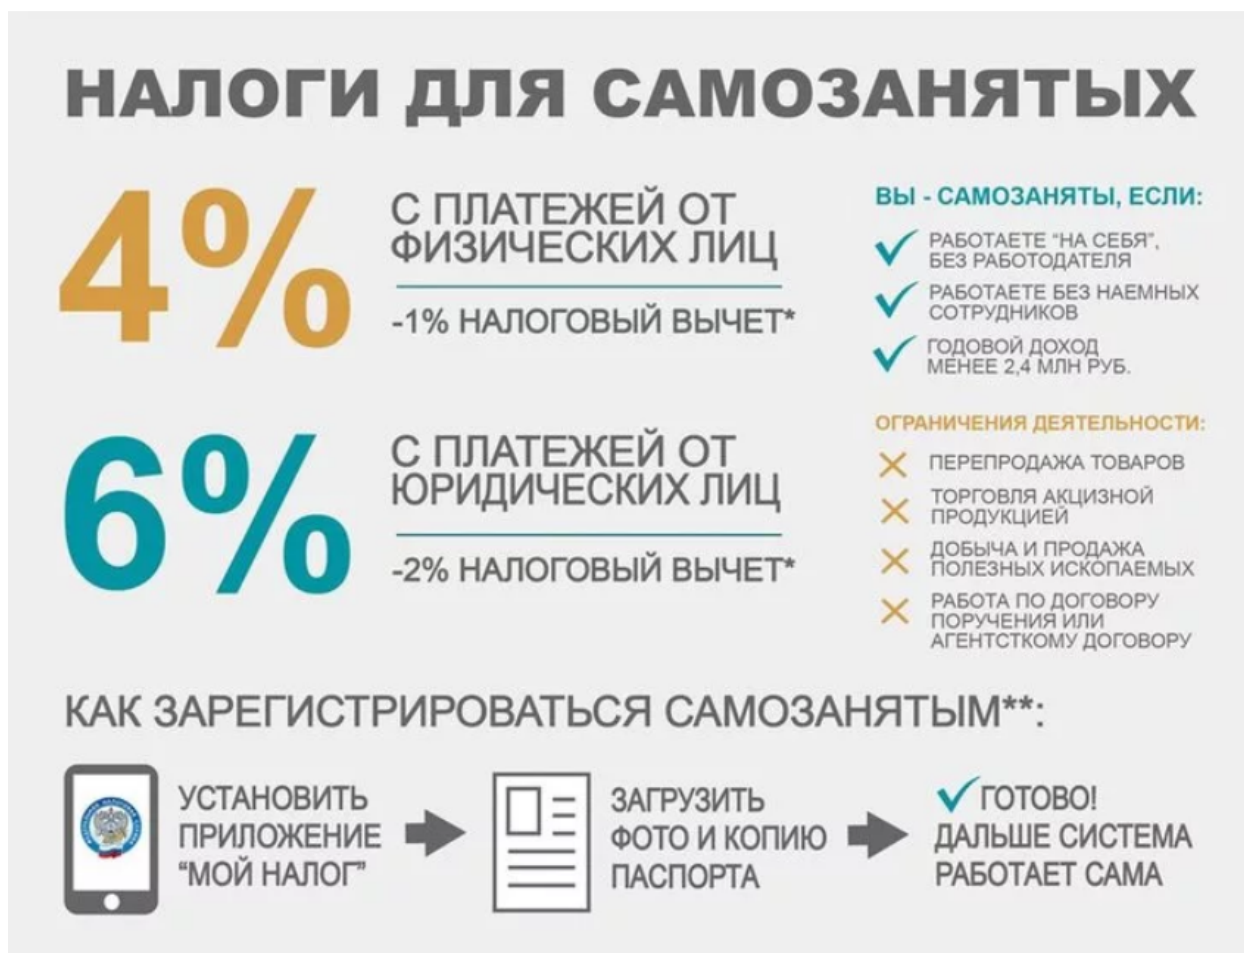 НАЛОГИ ДЛЯ САМОЗАНЯТЫХ
4%
С ПЛАТЕЖЕЙ ОТ
ФИЗИЧЕСКИХ ЛИЦ
-1% НАЛОГОВЫЙ ВЫЧЕТ*
6%
С ПЛАТЕЖЕЙ ОТ
ЮРИДИЧЕСКИХ ЛИЦ
-2% НАЛОГОВЫЙ ВЫЧЕТ*
ВЫ - САМОЗАНЯТЫ, ЕСЛИ:
РАБОТАЕТЕ “НА СЕБЯ”,
БЕЗ РАБОТОДАТЕЛЯ
РАБОТАЕТЕ БЕЗ НАЕМНЫХ
СОТРУДНИКОВ
ГОДОВОЙ ДОХОД
МЕНЕЕ 2,4 МЛН РУБ.
ОГРАНИЧЕНИЯ ДЕЯТЕЛЬНОСТИ:
ПЕРЕПРОДАЖА ТОВАРОВ
ТОРГОВЛЯ АКЦИЗНОЙ
ПРОДУКЦИЕЙ
ДОБЫЧА И ПРОДАЖА
ПОЛЕЗНЫХ ИСКОПАЕМЫХ
РАБОТА ПО ДОГОВОРУ
ПОРУЧЕНИЯ ИЛИ
АГЕНТСТКОМУ ДОГОВОРУ
КАК ЗАРЕГИСТРИРОВАТЬСЯ САМОЗАНЯТЫМ**:
УСТАНОВИТЬ
ПРИЛОЖЕНИЕ
“МОЙ НАЛОГ”
ЗАГРУЗИТЬ
ФОТО И КОПИЮ
ПАСПОРТА
ГОТОВО!
ДАЛЬШЕ СИСТЕМА
РАБОТАЕТ САМА